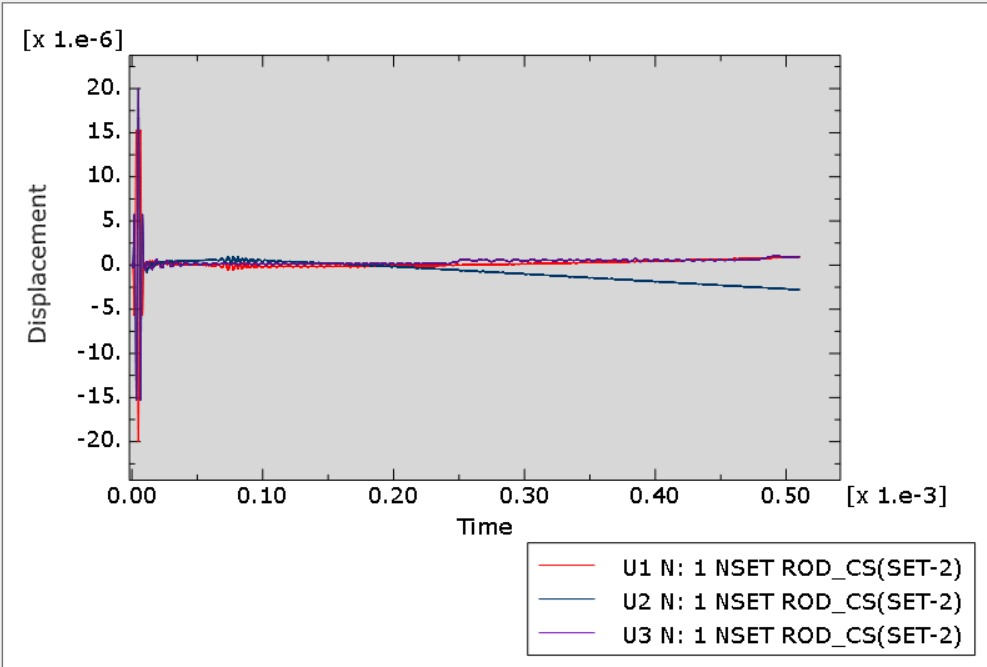 [x 1.e-6]
20.
15.
10.
5.
0.
-5.
-10.
-15.
-20.
Displacement
0.00 0.10 0.20 0.30 0.40 0.50 [x 1.e-3]
Time
U1 N: 1 NSET ROD_CS(SET-2)
U2 N: 1 NSET ROD_CS(SET-2)
U3 N: 1 NSET ROD_CS(SET-2)